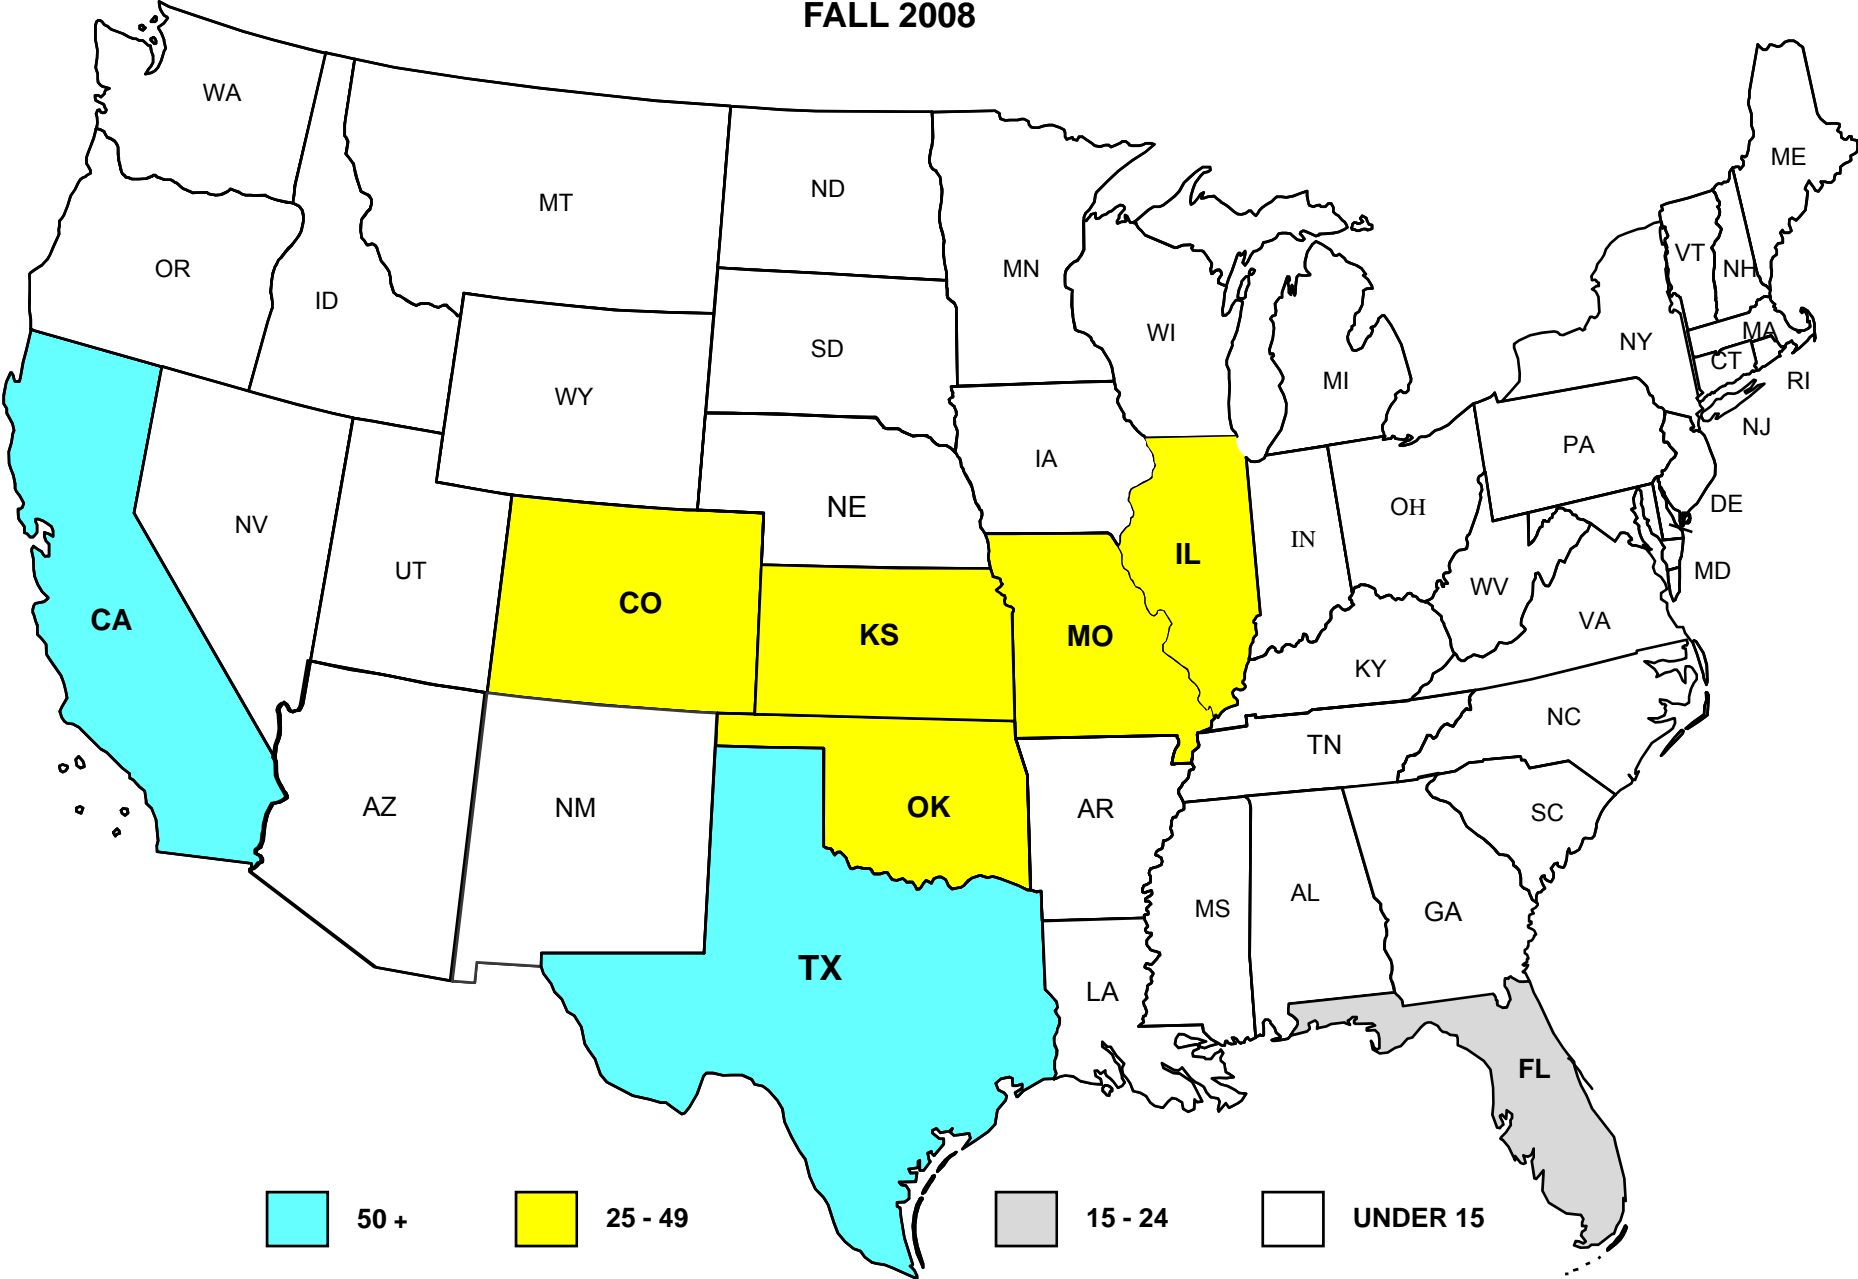 FALL 2008
WA
ME
MT
ND
VT
OR
MN
NH
ID
WI
MA
NY
SD
CT
MI
RI
WY
NJ
PA
IA
NE
OH
DE
NV
IN
IL
UT
MD
WV
CO
CA
VA
KS
MO
KY
NC
TN
AZ
NM
OK
AR
SC
AL
MS
GA
TX
LA
FL
50 +
25 - 49
15 - 24
UNDER 15